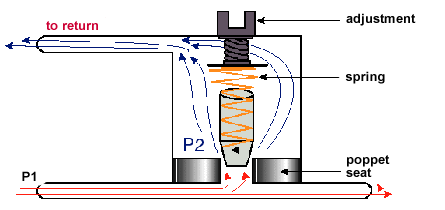 to return
adjustment
spring
P2
poppet
seat
P1